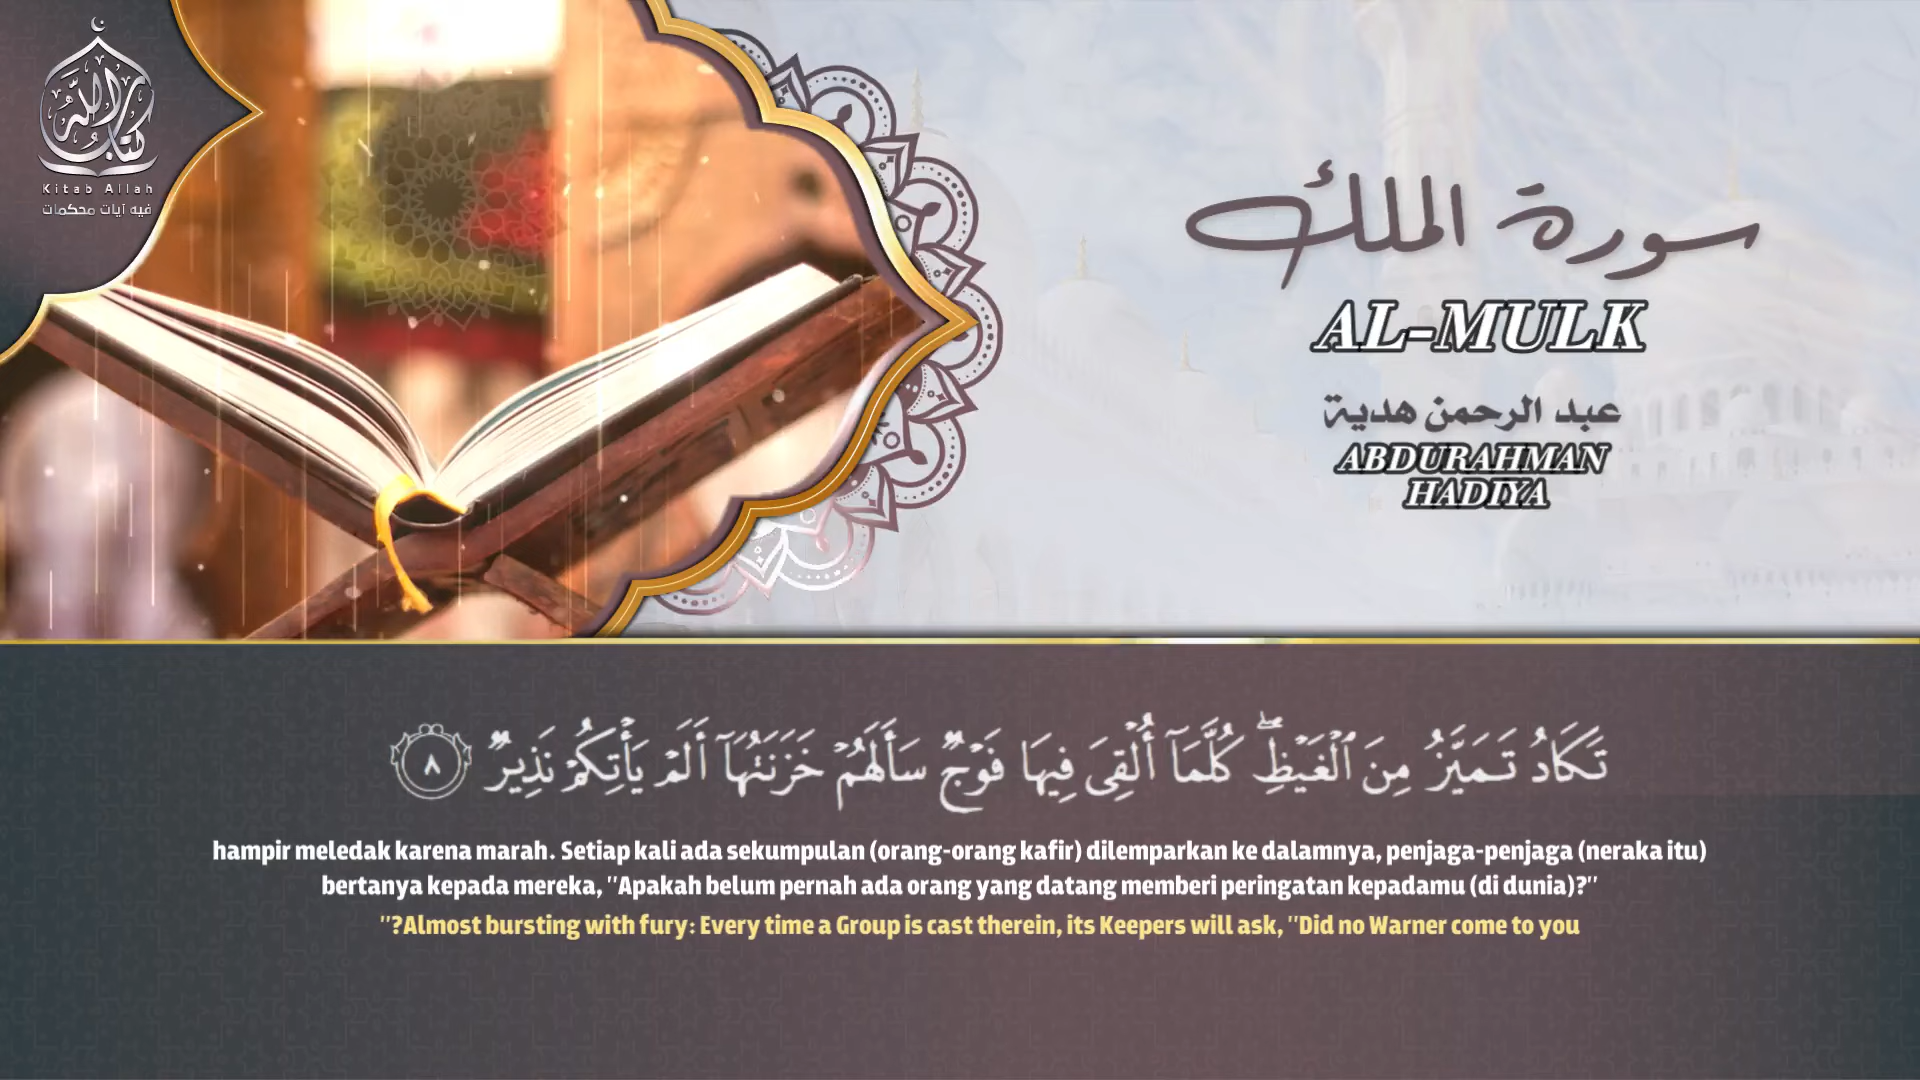 كتاب الله
Kitab Allah
فيه آيات محكمات
سورة الملك
AL-MULK
عبد الرحمن هدية
ABDURAHMAN
HADIYA
تَكَادُ تَمَيَّزُ مِنَ ٱلْغَيْظِ ۖ كُلَّمَآ أُلْقِىَ فِيهَا فَوْجٌ سَأَلَهُمْ خَزَنَتُهَآ أَلَمْ يَأْتِكُمْ نَذِيرٌ ٨
hampir meledak karena marah. Setiap kali ada sekumpulan (orang-orang kafir) dilemparkan ke dalamnya, penjaga-penjaga (neraka itu)
bertanya kepada mereka, "Apakah belum pernah ada orang yang datang memberi peringatan kepadamu (di dunia)?"
"?Almost bursting with fury: Every time a Group is cast therein, its Keepers will ask, "Did no Warner come to you